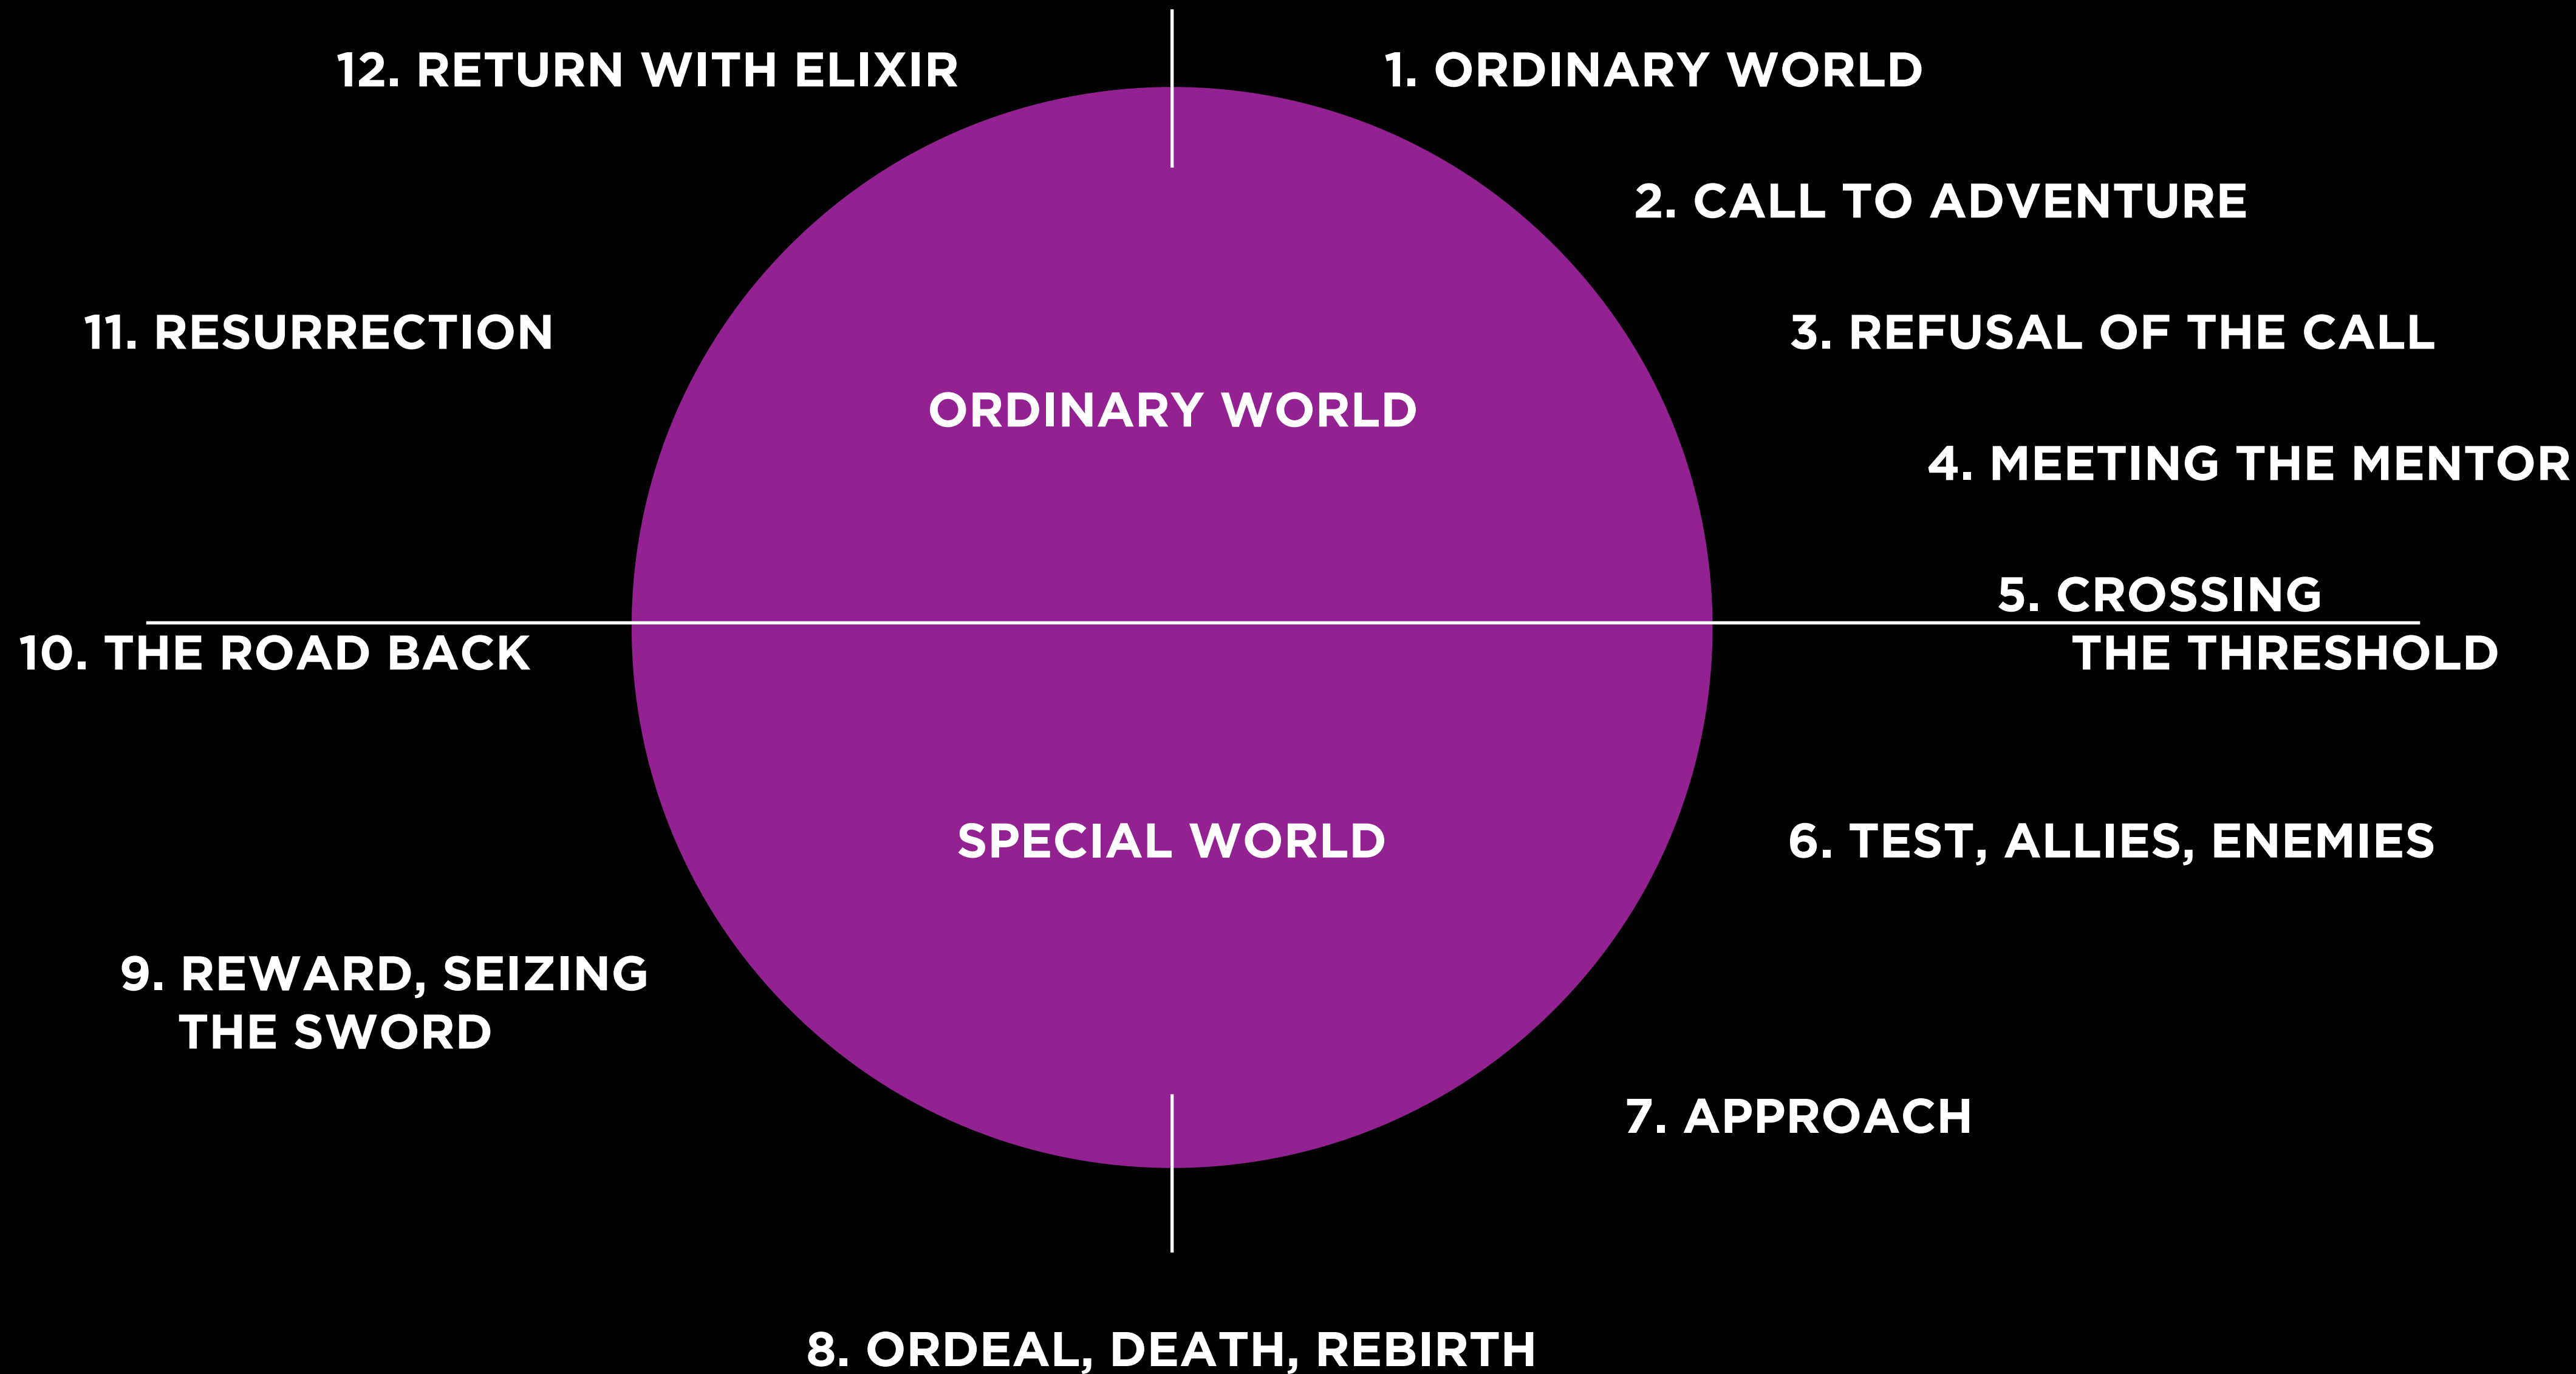 12. RETURN WITH ELIXIR
1. ORDINARY WORLD
2. CALL TO ADVENTURE
11. RESURRECTION
3. REFUSAL OF THE CALL
ORDINARY WORLD
4. MEETING THE MENTOR
5. CROSSING
THE THRESHOLD
10. THE ROAD BACK
SPECIAL WORLD
6. TEST, ALLIES, ENEMIES
9. REWARD, SEIZING
THE SWORD
7. APPROACH
8. ORDEAL, DEATH, REBIRTH